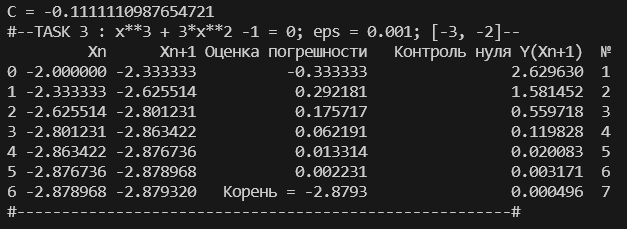 C = -0.1111110987654721
#--TASK 3 : x**3 + 3*x**2 -1 = 0; eps = 0.001; [-3, -2]--
Xn Xn+1 Оценка погрешности Контроль нуля Y(Xn+1) №
0 -2.000000 -2.333333 -0.333333 2.629630 1
1 -2.333333 -2.625514 0.292181 1.581452 2
2 -2.625514 -2.801231 0.175717 0.559718 3
3 -2.801231 -2.863422 0.062191 0.119828 4
4 -2.863422 -2.876736 0.013314 0.020083 5
5 -2.876736 -2.878968 0.002231 0.003171 6
6 -2.878968 -2.879320 Корень = -2.8793 0.000496 7
#-----------------------------------------------------#